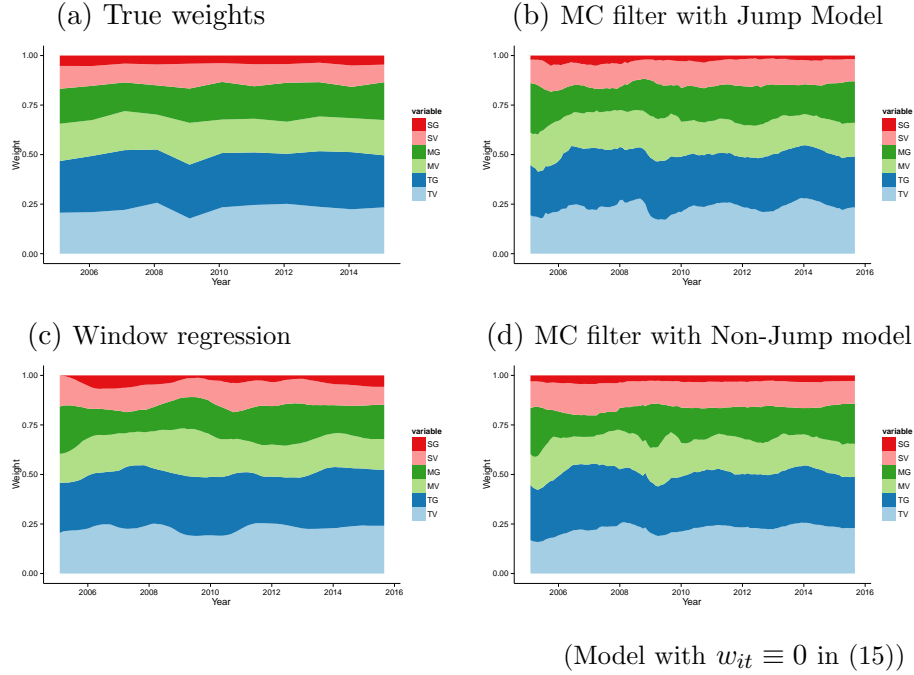 (a) True weights
1.00
0.75
0.50
0.25
0.00
Weight
2006 2008 2010 2012 2014
Year
variable
SG
SV
MG
MV
TG
TV
(b) MC filter with Jump Model
1.00
0.75
0.50
0.25
0.00
Weight
2006 2008 2010 2012 2014 2016
Year
variable
SG
SV
MG
MV
TG
TV
(c) Window regression
1.00
0.75
0.50
0.25
0.00
Weight
2006 2008 2010 2012 2014 2016
Year
variable
SG
SV
MG
MV
TG
TV
(d) MC filter with Non-Jump model
1.00
0.75
0.50
0.25
0.00
Weight
2006 2008 2010 2012 2014 2016
Year
variable
SG
SV
MG
MV
TG
TV
(Model with $w_{it} \equiv 0$ in (15))